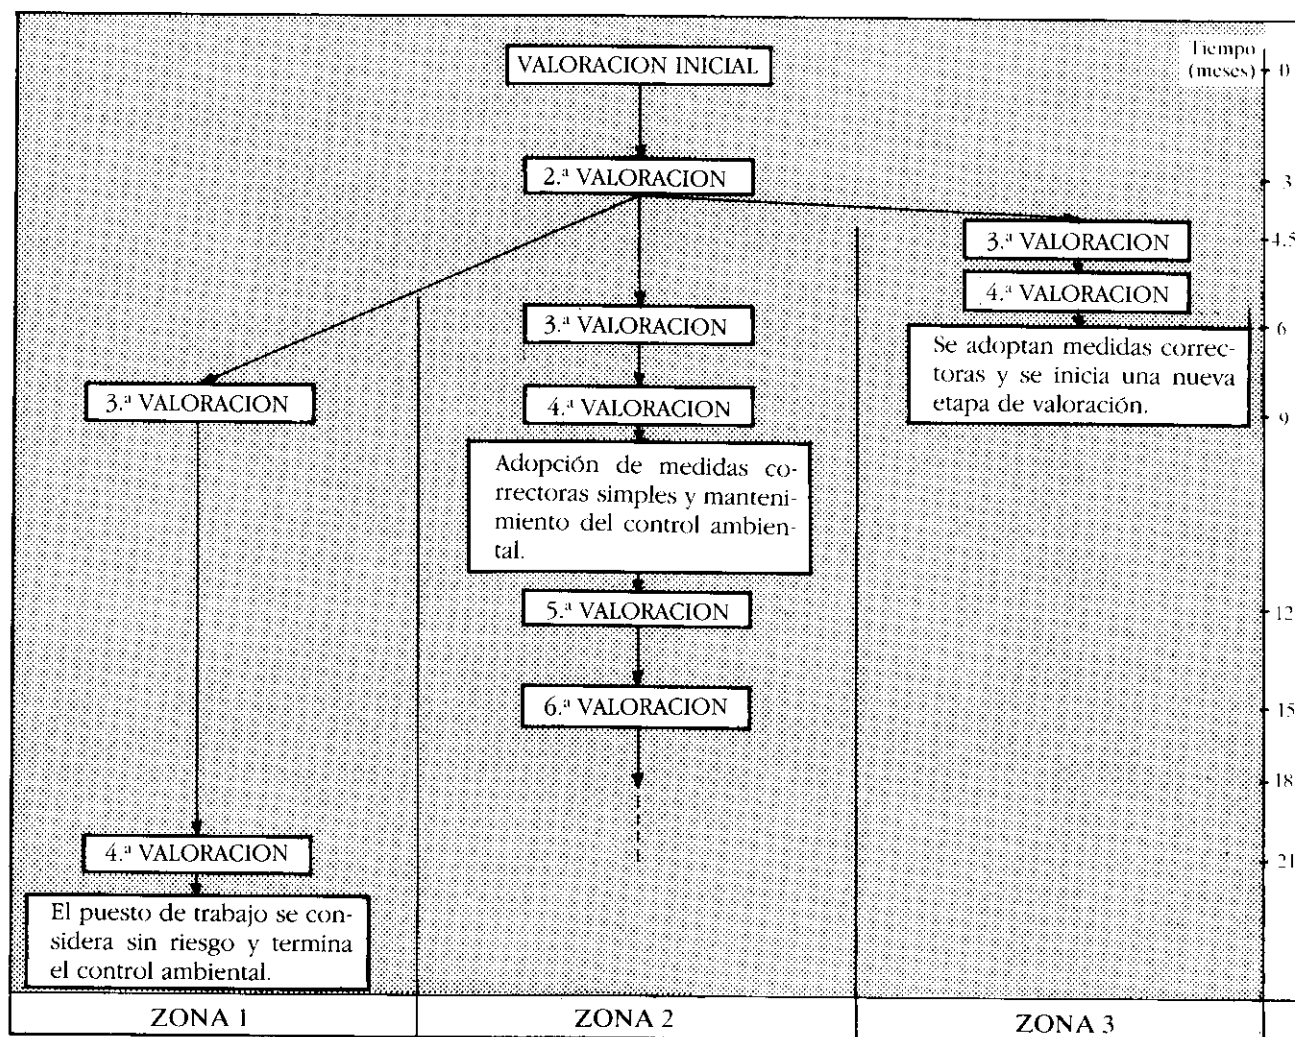 Tiempo
(meses)
VALORACION INICIAL
0
2.ª VALORACION
3
3.ª VALORACION
4.5
4.ª VALORACION
3.ª VALORACION
6
Se adoptan medidas correc-
toras y se inicia una nueva
etapa de valoración.
3.ª VALORACION
4.ª VALORACION
9
Adopción de medidas co-
rrectoras simples y manteni-
miento del control ambien-
tal.
5.ª VALORACION
12
6.ª VALORACION
15
18
4.ª VALORACION
21
El puesto de trabajo se con-
sidera sin riesgo y termina
el control ambiental.
ZONA 1
ZONA 2
ZONA 3